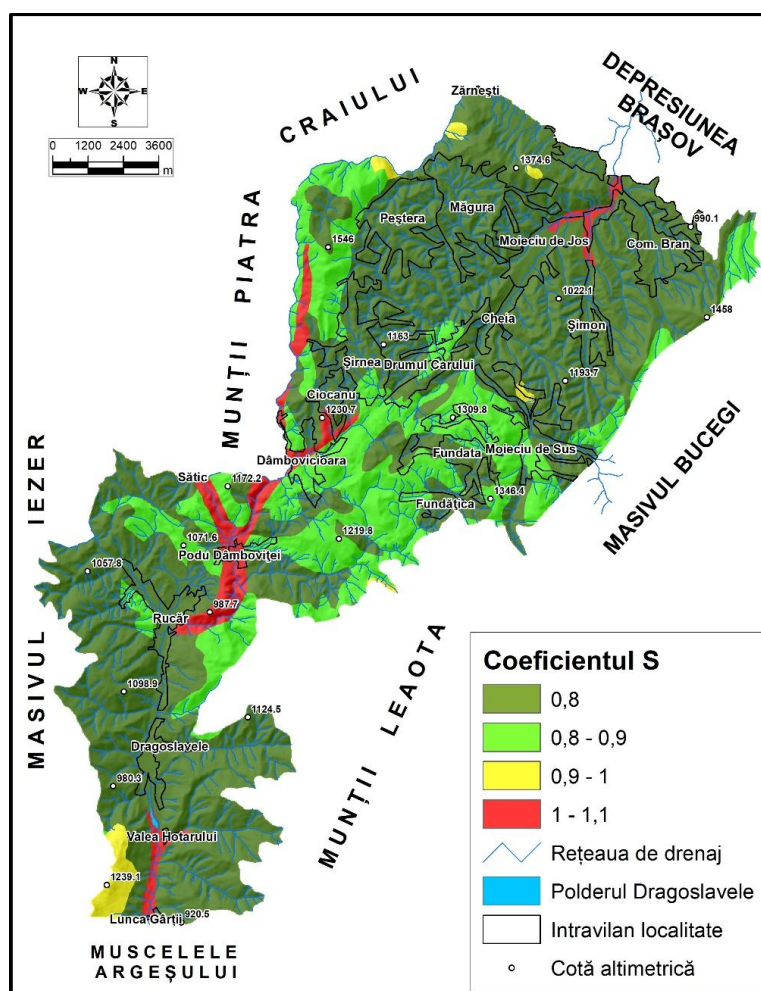 N
W E
S
0 1200 2400 3600
m
CRAIULUI
Zărnești
DEPRESIUNEA
BRAȘOV
1374.6
Măgura
Peștera
990.1
1546
Moieciu de Jos
Com. Bran
MUNȚII PIATRA
1022.1
1458
Cheia
Șimon
1163
Șirnea
Drumul Carului
1193.7
Ciocanu
1230.7
1309.8
Moieciu de Sus
Fundata
Dâmbovicioara
MASIVUL BUCEGI
Sătic
1172.2
1346.4
Fundățica
1219.8
1071.6
Podu Dâmboviței
1057.8
987.7
Rucăr
MASIVUL IEZER
MUNȚII LEAOTA
1098.9
1124.5
Dragoslavele
980.3
Valea Hotarului
1239.1
Lunca Gârții
920.5
MUSCELELE
ARGEȘULUI
Coeficientul S
0,8
0,8 - 0,9
0,9 - 1
1 - 1,1
Rețeaua de drenaj
Polderul Dragoslavele
Intravilan localitate
Cotă altimetrică